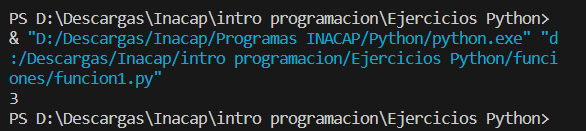 PS D:\Descargas\Inacap\intro programacion\Ejercicios Python>
& "D:/Descargas/Inacap/Programas INACAP/Python/python.exe" "d
:/Descargas/Inacap/intro programacion/Ejercicios Python/funci
ones/funcion1.py"
3
PS D:\Descargas\Inacap\intro programacion\Ejercicios Python>